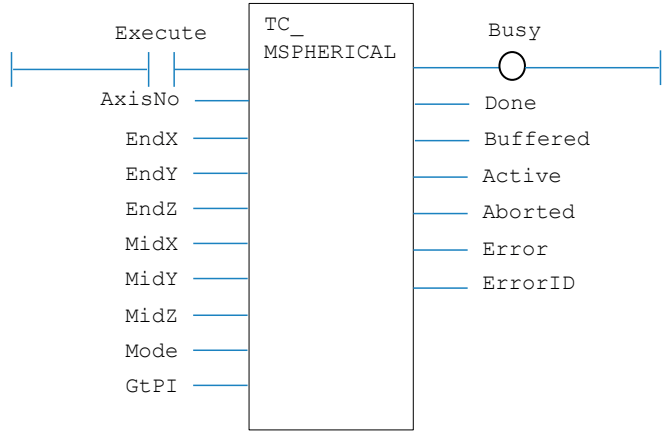 Execute
TC_
MSPHERICAL
Busy
AxisNo
Done
EndX
Buffered
EndY
Active
EndZ
Aborted
MidX
Error
MidY
ErrorID
MidZ
Mode
GtPI